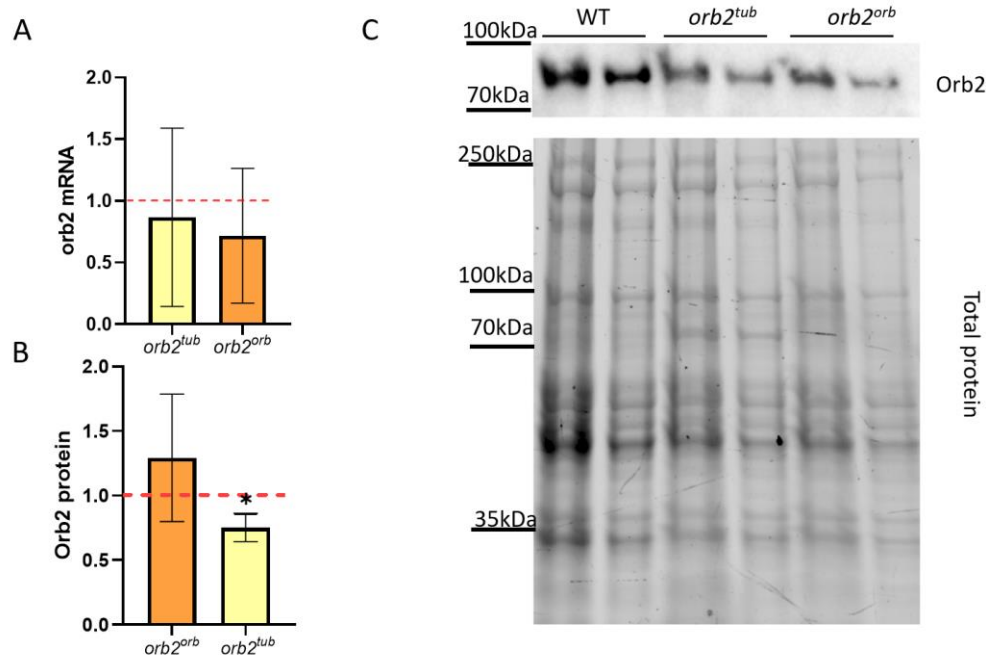 A
2.0
1.5
1.0
0.5
0.0
orb2 mRNA
orb2tub
orb2orb
B
2.0
1.5
1.0
0.5
0.0
Orb2 protein
*
orb2orb
orb2tub
C
WT
orb2tub
orb2orb
100kDa
70kDa
Orb2
250kDa
100kDa
70kDa
35kDa
Total protein